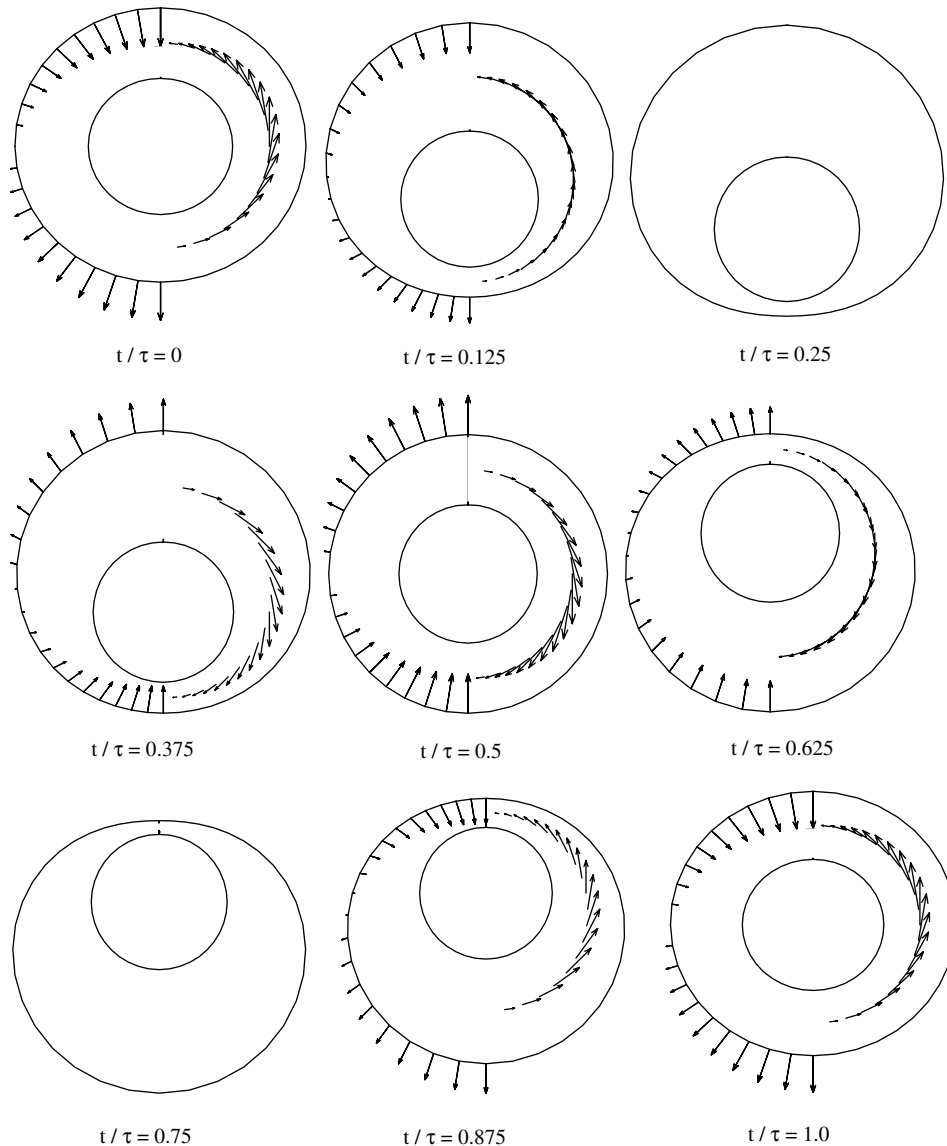 t / τ = 0
t / τ = 0.125
t / τ = 0.25
t / τ = 0.375
t / τ = 0.5
t / τ = 0.625
t / τ = 0.75
t / τ = 0.875
t / τ = 1.0